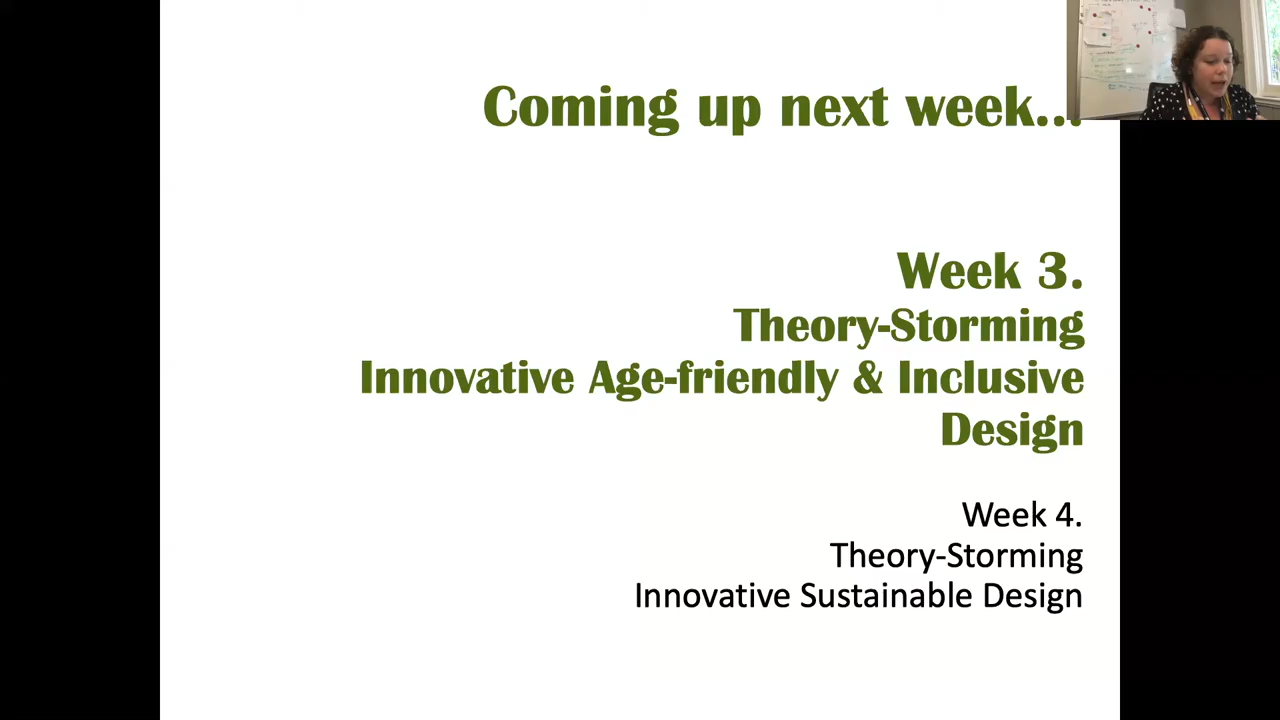 Coming up next week...
Week 3.
Theory-Storming
Innovative Age-friendly & Inclusive
Design
Week 4.
Theory-Storming
Innovative Sustainable Design